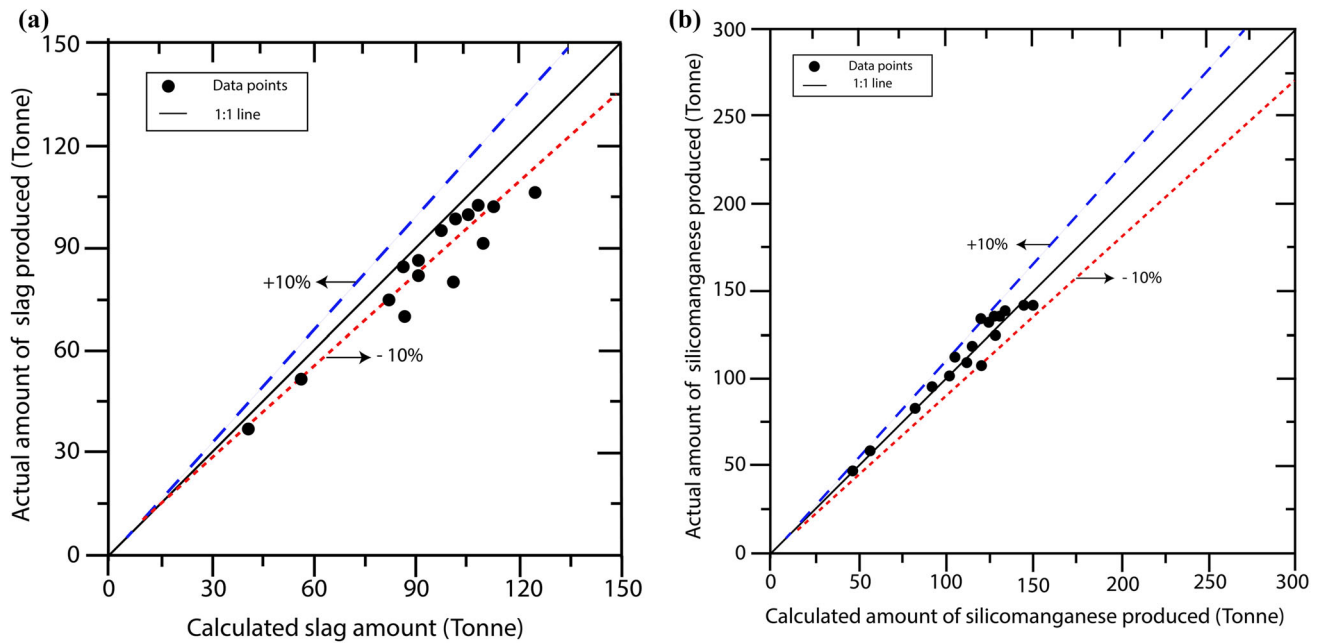 (a)
Actual amount of slag produced (Tonne)
150
120
90
60
30
0
Data points
1:1 line
+10%
- 10%
0 30 60 90 120 150
Calculated slag amount (Tonne)
(b)
Actual amount of silicomanganese produced (Tonne)
300
250
200
150
100
50
0
Data points
1:1 line
+10%
- 10%
0 50 100 150 200 250 300
Calculated amount of silicomanganese produced (Tonne)